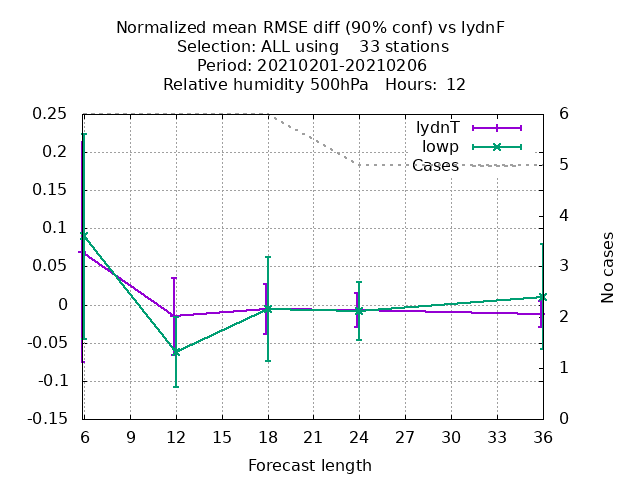 Normalized mean RMSE diff (90% conf) vs lydnF
Selection: ALL using 33 stations
Period: 20210201-20210206
Relative humidity 500hPa Hours: 12
0.25
0.2
0.15
0.1
0.05
0
-0.05
-0.1
-0.15
lydnT
lowp
Cases
6
5
4
3
2
1
0
No cases
6 9 12 15 18 21 24 27 30 33 36
Forecast length